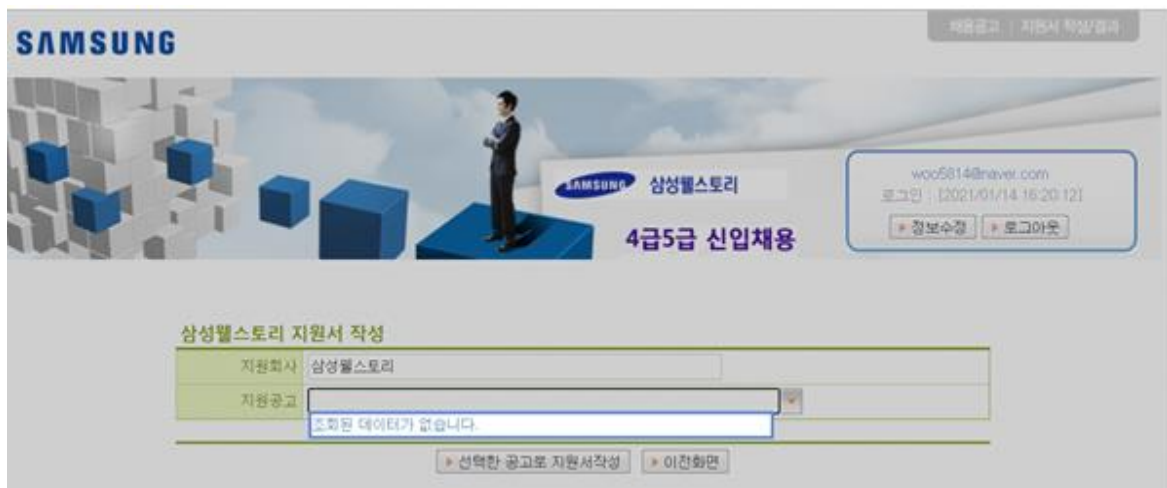 채용공고 | 지원서 작성/결과
SAMSUNG
SAMSUNG 삼성웰스토리
4급5급 신입채용
woo5814@naver.com
로그인 : [2021/01/14 16:20:12]
정보수정 로그아웃
삼성웰스토리 지원서 작성
지원회사 삼성웰스토리
지원공고
조회된 데이터가 없습니다.
선택한 공고로 지원서작성 이전화면